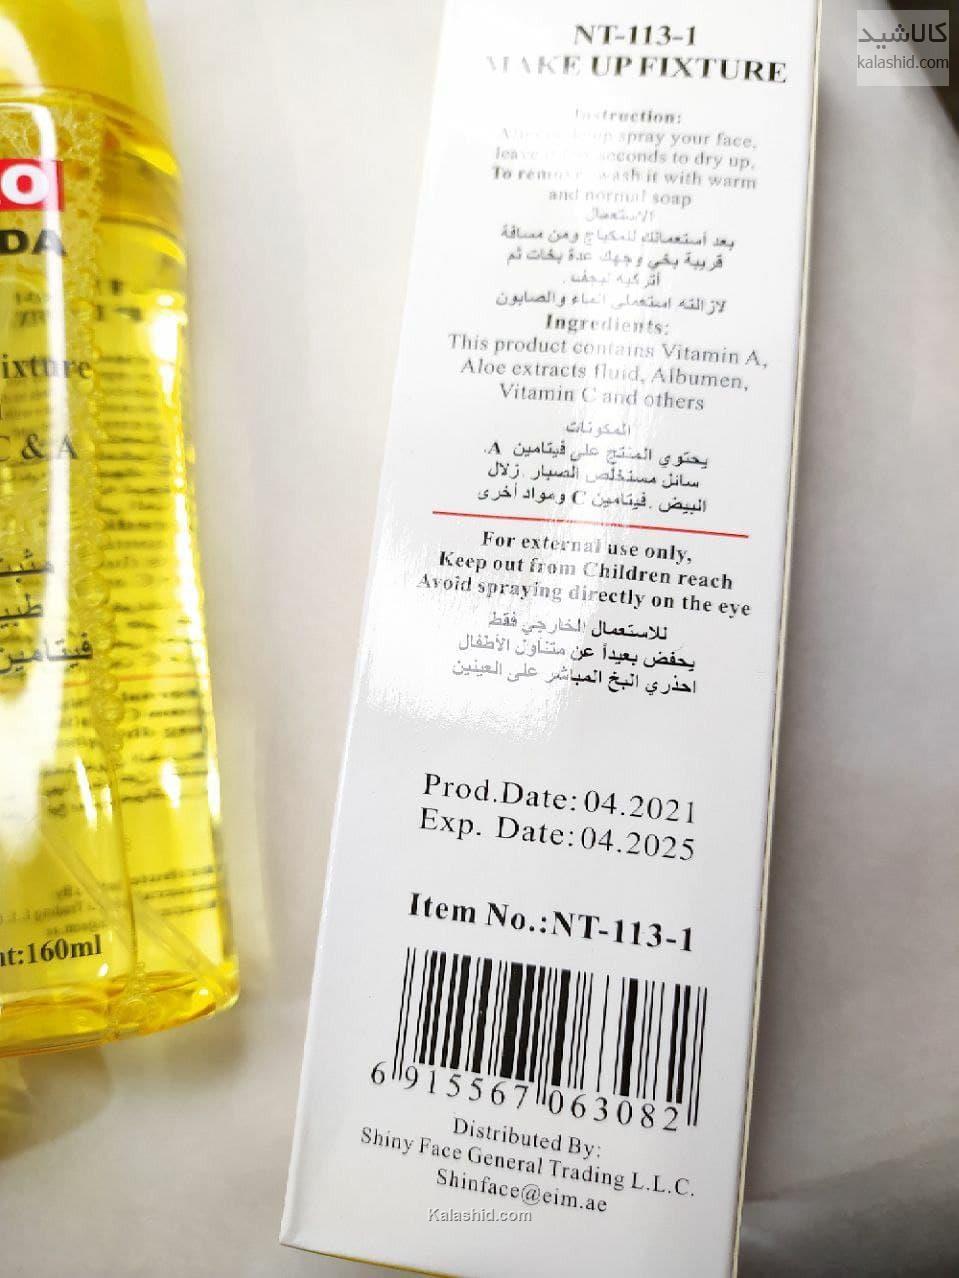 كالاشيد
kalashid.com
NT-113-1
MAKE UP FIXTURE
Instruction:
spray your face,
leave seconds to dry up,
To remove wash it with warm
and normal soap
الاستعمال
بعد أستعمالك للمكياج ومن مسافة
قريبة بخي وجهك عدة بخات ثم
أتركيه ليجف .
لازالته استعملي الماء والصابون
Ingredients:
This product contains Vitamin A,
Aloe extracts fluid, Albumen,
Vitamin C and others
المكونات
يحتوي المنتج على فيتامين A.
سائل مستخلص الصبار . زلال
البيض . فيتامين C ومواد أخرى
For external use only,
Keep out from Children reach
Avoid spraying directly on the eye
للاستعمال الخارجي فقط
يحفض بعيداً عن متناول الأطفال
احذري البخ المباشر على العينين
Prod.Date: 04.2021
Exp. Date: 04.2025
Item No.:NT-113-1
6 915567 063082
Distributed By:
Shiny Face General Trading L.L.C.
Shinface@eim.ae
Kalashid.com
O
DA
ixture
C & A
فيتامين
nt:160ml